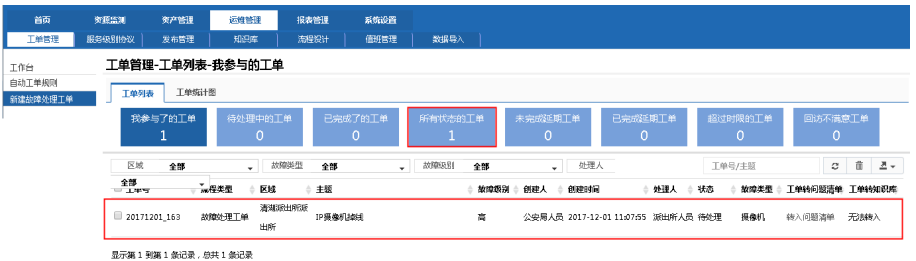 首页 资源监测 资产管理 运维管理 报表管理 系统设置
工单管理 服务级别协议 发布管理 知识库 流程设计 值班管理 数据导入
工作台
自动工单规则
新建故障处理工单
工单管理-工单列表-我参与的工单
工单列表 工单统计图
我参与了的工单 待处理中的工单 已完成了的工单 所有状态的工单 未完成延期工单 已完成延期工单 超过时限的工单 回访不满意工单
1 0 0 1 0 0 0 0
区域 全部 故障类型 全部 故障级别 全部 处理人 工单号/主题
全部
工单号 流程类型 区域 主题 故障级别 创建人 创建时间 处理人 状态 故障类型 工单转问题清单 工单转知识库
20171201_163 故障处理工单 清湖派出所派出所 IP摄像机掉线 高 公安局人员 2017-12-01 11:07:55 派出所人员 待处理 摄像机 转入问题清单 无法转入
显示第 1 到第 1 条记录，总共 1 条记录